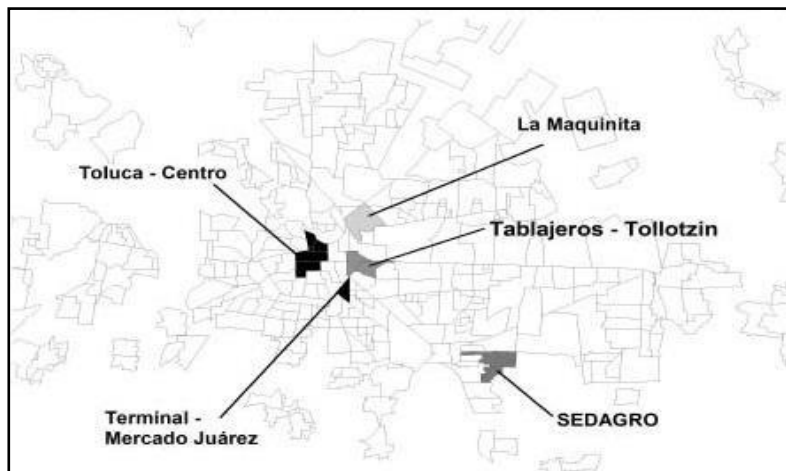 La Maquinita
Toluca - Centro
Tablajeros - Tollotzin
Terminal -
Mercado Juárez
SEDAGRO